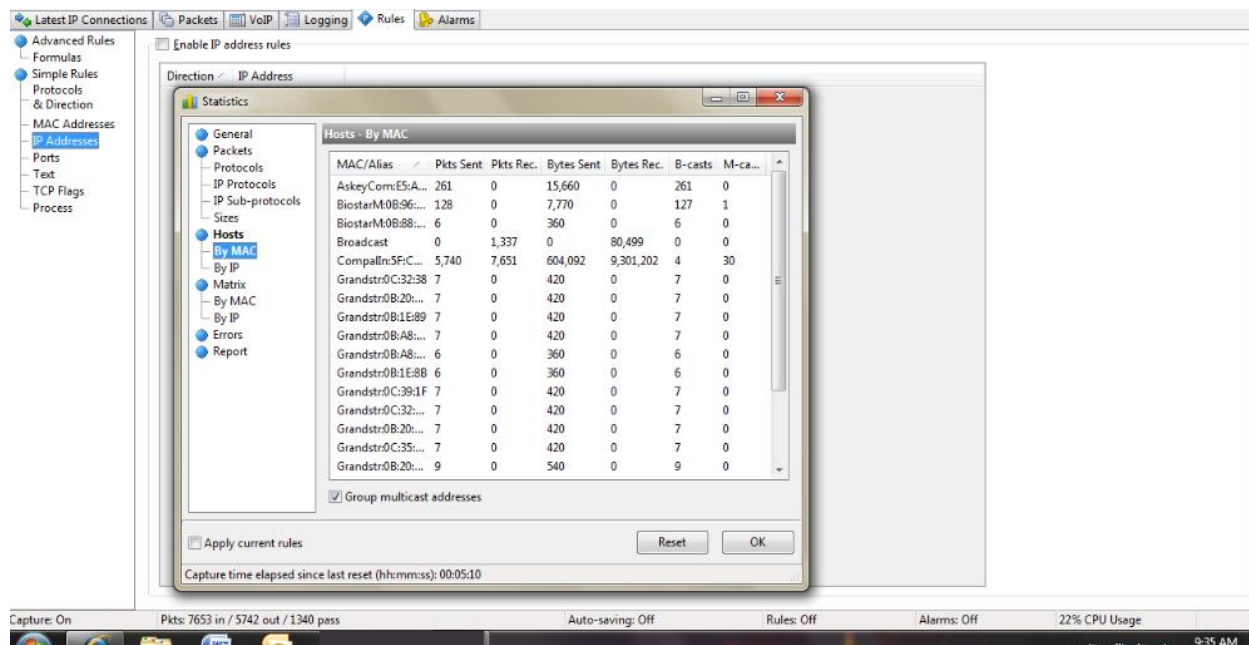 Latest IP Connections Packets VoIP Logging Rules Alarms
Advanced Rules
Formulas
Simple Rules
Protocols
& Direction
MAC Addresses
IP Addresses
Ports
Text
TCP Flags
Process
Enable IP address rules
Direction IP Address
Statistics
General
Packets
Protocols
IP Protocols
IP Sub-protocols
Sizes
Hosts
By MAC
By IP
Matrix
By MAC
By IP
Errors
Report
Hosts - By MAC
MAC/Alias Pkts Sent Pkts Rec. Bytes Sent Bytes Rec. B-casts M-ca...
AskeyCom:E5:A... 261 0 15,660 0 261 0
BiostarM:0B:96:... 128 0 7,770 0 127 1
BiostarM:0B:88:... 6 0 360 0 6 0
Broadcast 0 1,337 0 80,499 0 0
CompalIn:5F:C... 5,740 7,651 604,092 9,301,202 4 30
Grandstr:0C:32:38 7 0 420 0 7 0
Grandstr:0B:20:... 7 0 420 0 7 0
Grandstr:0B:1E:89 7 0 420 0 7 0
Grandstr:0B:A8:... 7 0 420 0 7 0
Grandstr:0B:A8:... 6 0 360 0 6 0
Grandstr:0B:1E:8B 6 0 360 0 6 0
Grandstr:0C:39:1F 7 0 420 0 7 0
Grandstr:0C:32:... 7 0 420 0 7 0
Grandstr:0B:20:... 7 0 420 0 7 0
Grandstr:0C:35:... 7 0 420 0 7 0
Grandstr:0B:20:... 9 0 540 0 9 0
Group multicast addresses
Apply current rules
Reset OK
Capture time elapsed since last reset (hh:mm:ss): 00:05:10
Capture: On Pkts: 7653 in / 5742 out / 1340 pass Auto-saving: Off Rules: Off Alarms: Off 22% CPU Usage
9:35 AM